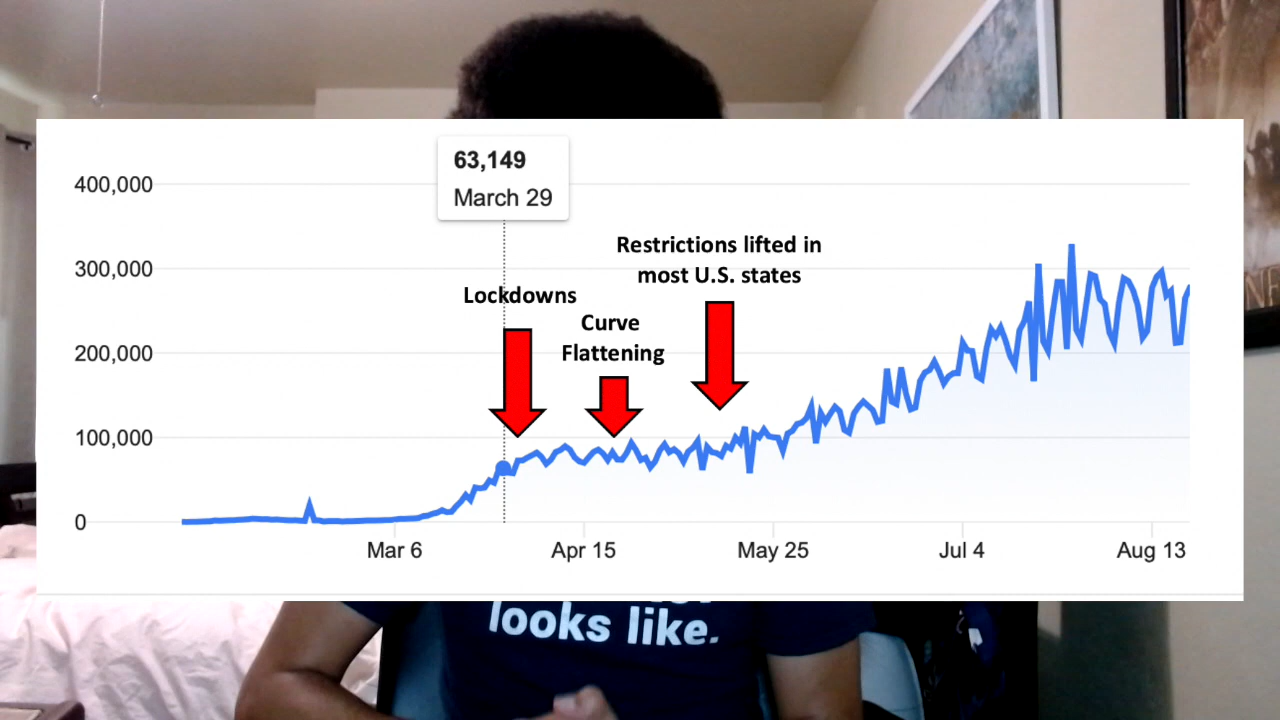 63,149
March 29
400,000
300,000
200,000
100,000
0
Restrictions lifted in
most U.S. states
Lockdowns
Curve
Flattening
Mar 6
Apr 15
May 25
Jul 4
Aug 13
looks like.